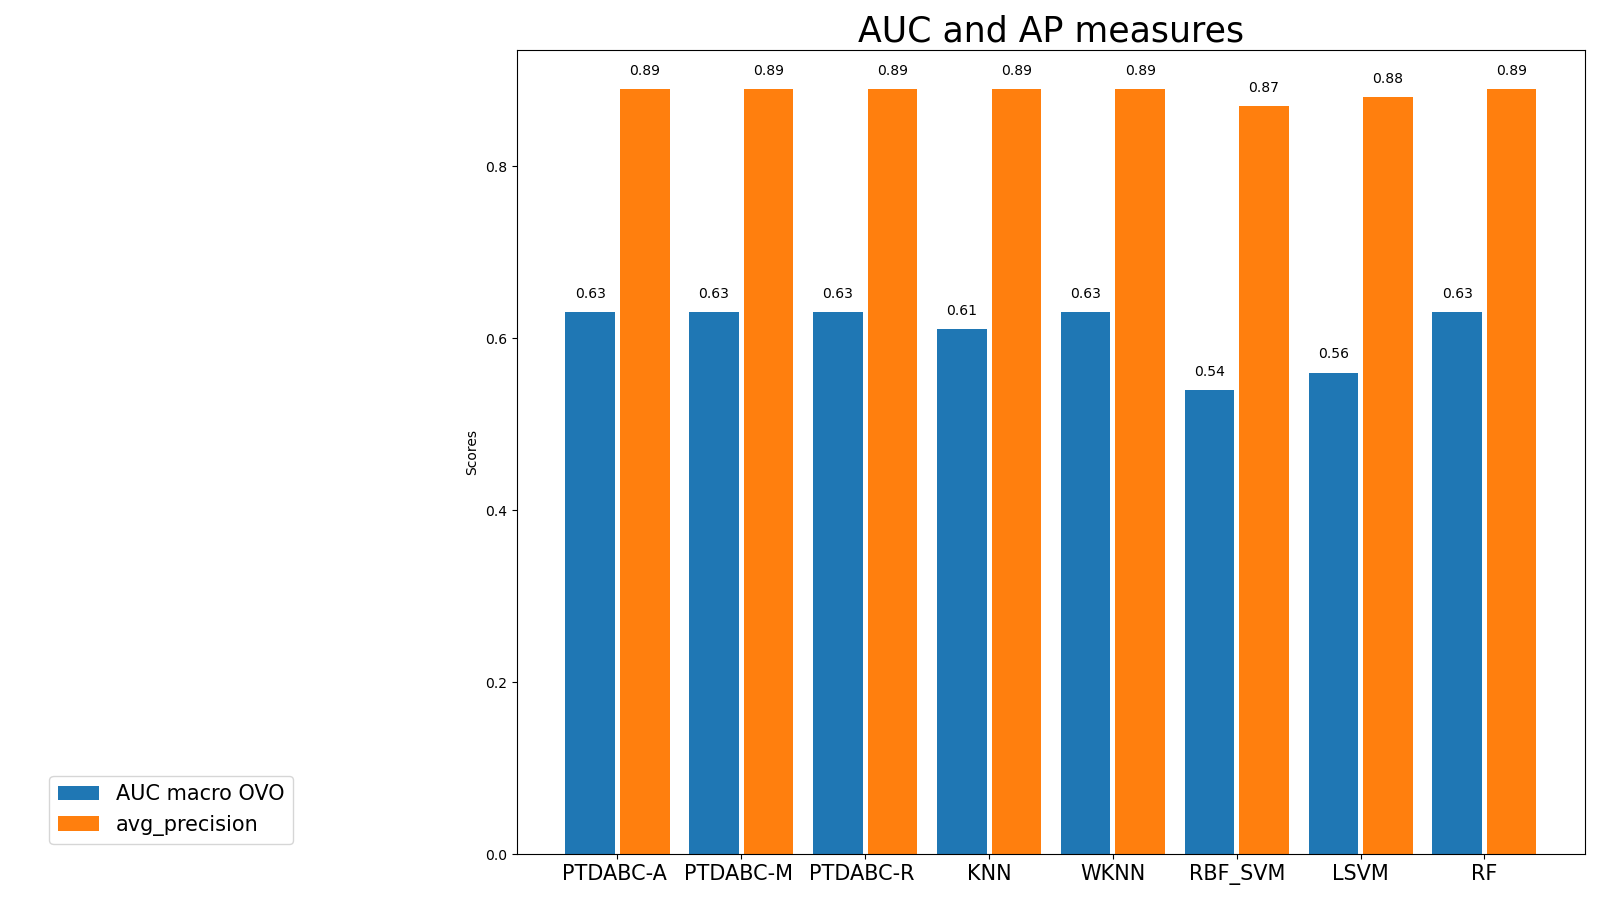 AUC and AP measures
0.89 0.89 0.89 0.89 0.89 0.87 0.88 0.89
0.63 0.63 0.63 0.61 0.63 0.54 0.56 0.63
0.8
0.6
0.4
0.2
0.0
Scores
PTDABC-A PTDABC-M PTDABC-R KNN WKNN RBF_SVM LSVM RF
AUC macro OVO
avg_precision